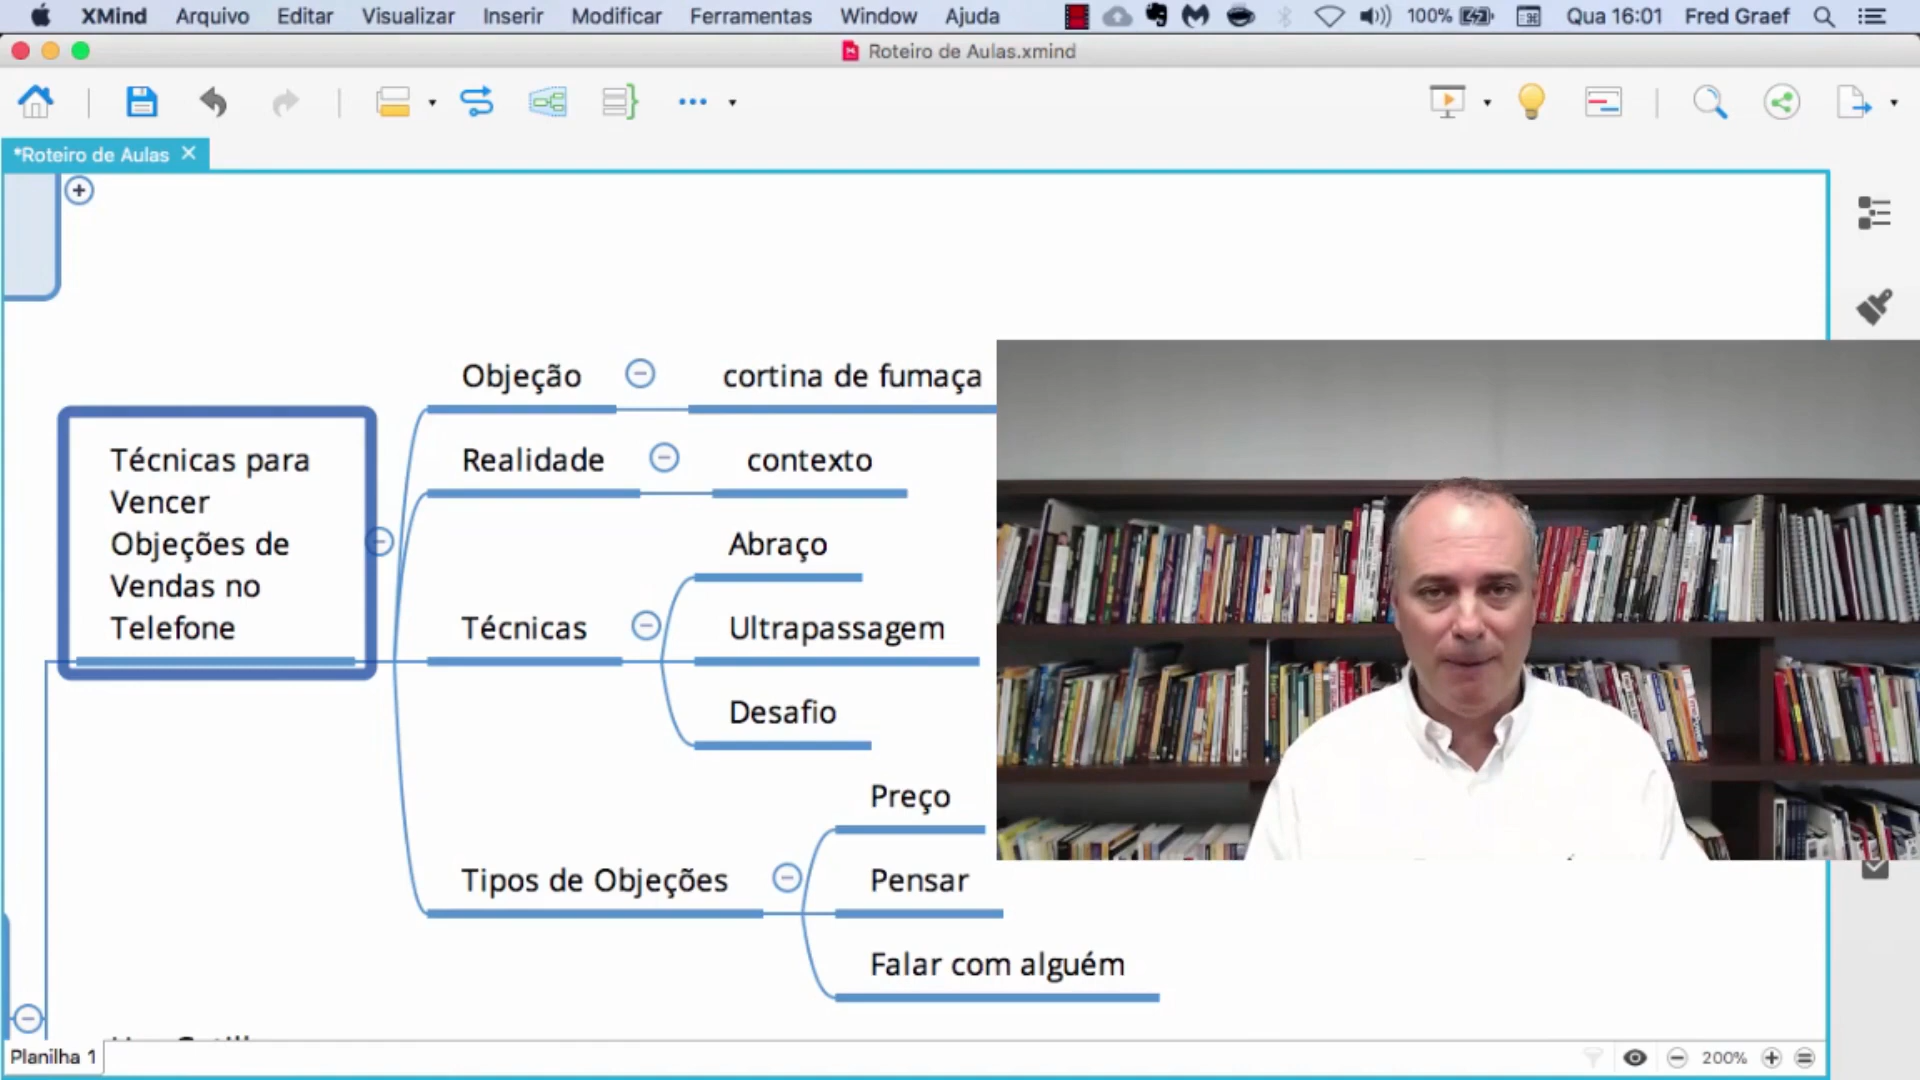 XMind Arquivo Editar Visualizar Inserir Modificar Ferramentas Window Ajuda 100% Qua 16:01 Fred Graef
Roteiro de Aulas.xmind
*Roteiro de Aulas
Objeção
cortina de fumaça
Técnicas para
Vencer
Objeções de
Vendas no
Telefone
Realidade
contexto
Técnicas
Abraço
Ultrapassagem
Desafio
Tipos de Objeções
Preço
Pensar
Falar com alguém
Planilha 1
200%